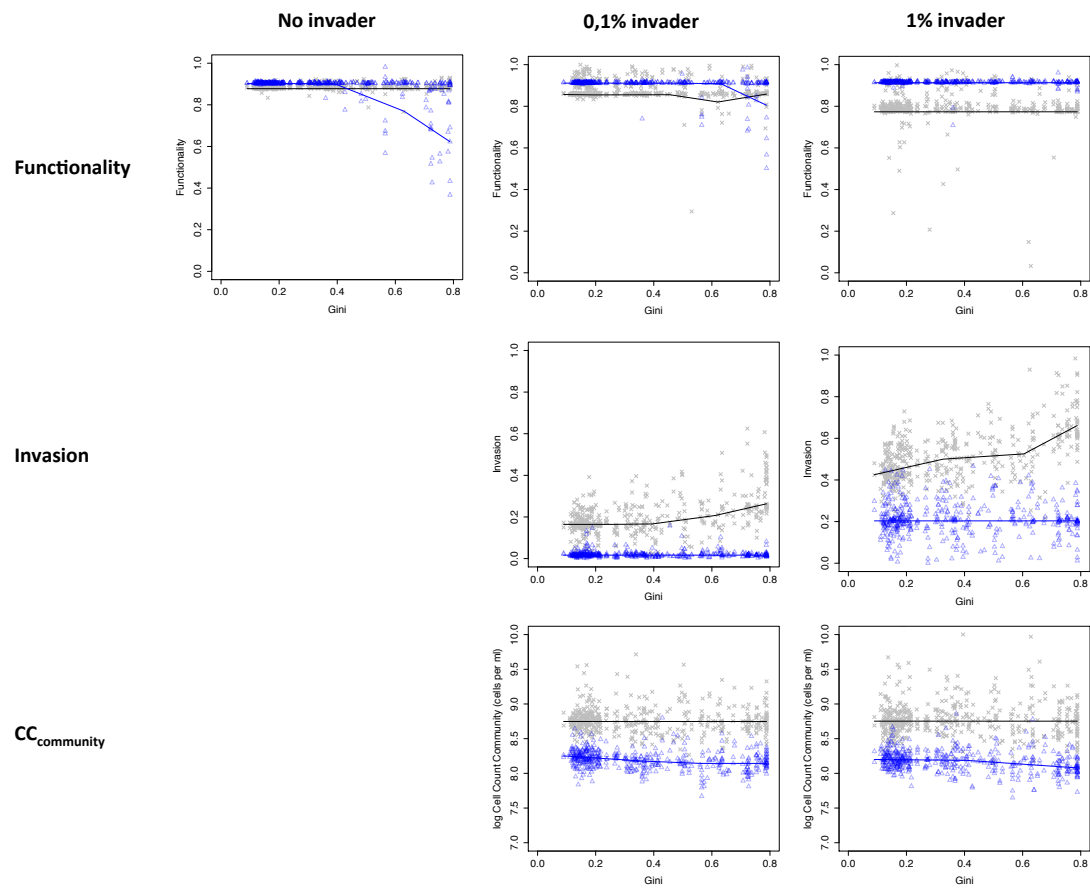 No invader
0,1% invader
1% invader
Functionality
Functionality
0.0 0.2 0.4 0.6 0.8 1.0
0.0 0.2 0.4 0.6 0.8
Gini
Functionality
0.0 0.2 0.4 0.6 0.8 1.0
0.0 0.2 0.4 0.6 0.8
Gini
Functionality
0.0 0.2 0.4 0.6 0.8 1.0
0.0 0.2 0.4 0.6 0.8
Gini
Invasion
Invasion
0.0 0.2 0.4 0.6 0.8 1.0
0.0 0.2 0.4 0.6 0.8
Gini
Invasion
0.0 0.2 0.4 0.6 0.8 1.0
0.0 0.2 0.4 0.6 0.8
Gini
CCcommunity
log Cell Count Community (cells per ml)
7.0 7.5 8.0 8.5 9.0 9.5 10.0
0.0 0.2 0.4 0.6 0.8
Gini
log Cell Count Community (cells per ml)
7.0 7.5 8.0 8.5 9.0 9.5 10.0
0.0 0.2 0.4 0.6 0.8
Gini